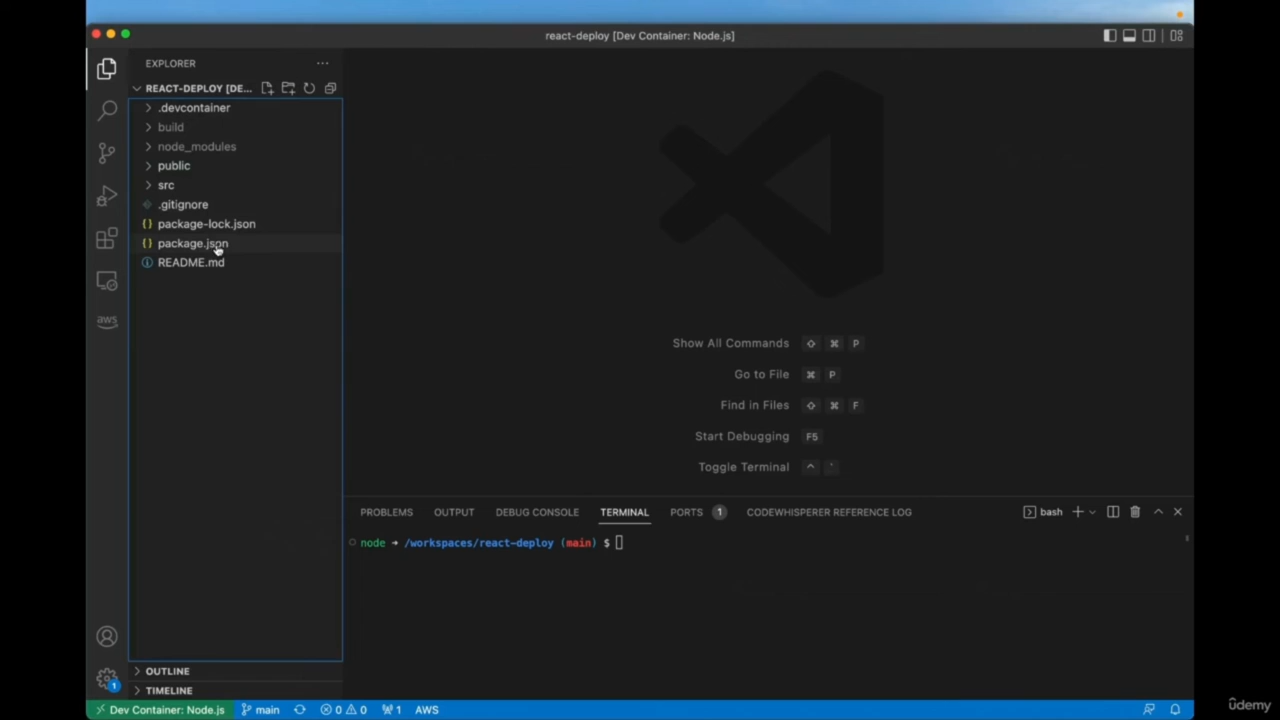 react-deploy [Dev Container: Node.js]
EXPLORER
REACT-DEPLOY [DE...
.devcontainer
build
node_modules
public
src
.gitignore
package-lock.json
package.json
README.md
Show All Commands ⇧ ⌘ P
Go to File ⌘ P
Find in Files ⇧ ⌘ F
Start Debugging F5
Toggle Terminal ^ `
PROBLEMS OUTPUT DEBUG CONSOLE TERMINAL PORTS 1 CODEWHISPERER REFERENCE LOG bash
node → /workspaces/react-deploy (main) $
aws
OUTLINE
1
TIMELINE
Dev Container: Node.js main 0 0 1 AWS
ûdemy